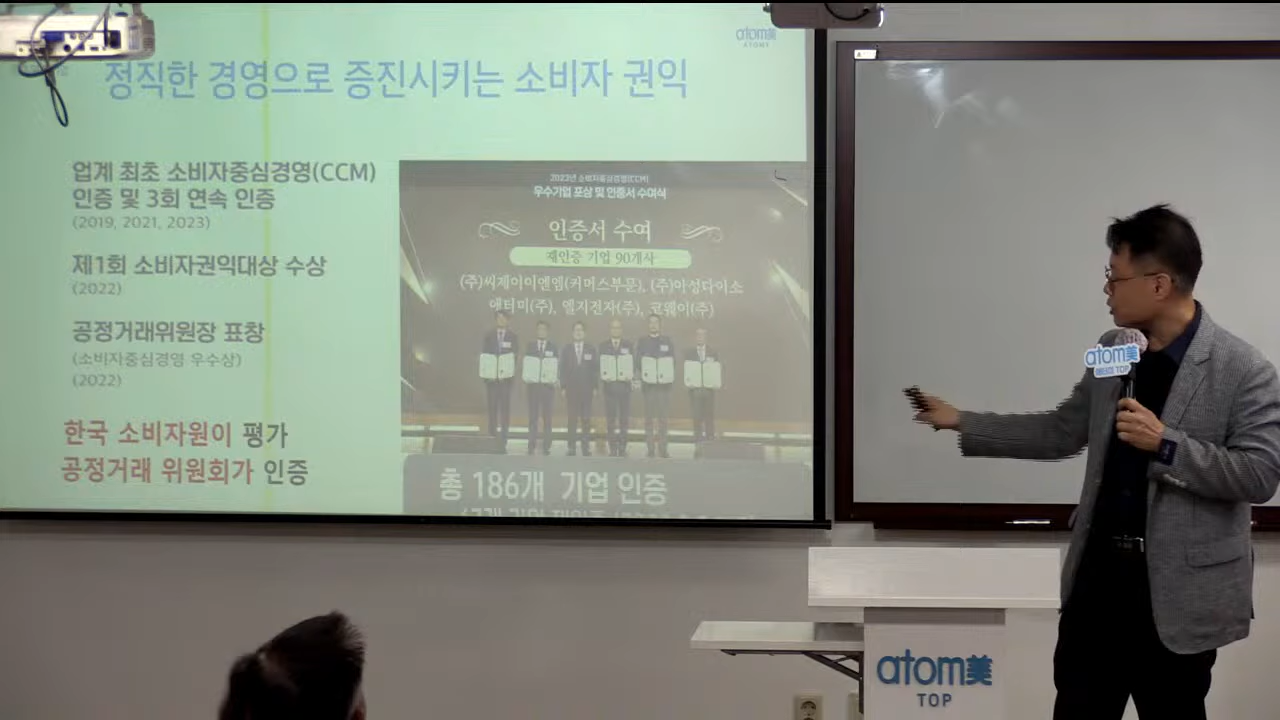 atom美
ATOMY
정직한 경영으로 증진시키는 소비자 권익
업계 최초 소비자중심경영(CCM)
인증 및 3회 연속 인증
(2019, 2021, 2023)
제1회 소비자권익대상 수상
(2022)
공정거래위원장 표창
(소비자중심경영 우수상)
(2022)
한국 소비자원이 평가
공정거래 위원회가 인증
2023년 소비자중심경영(CCM)
우수기업 포상 및 인증서 수여식
인증서 수여
재인증 기업 90개사
(주)씨제이이엔엠(커머스부문), (주)아성다이소
애터미(주), 엘지전자(주), 코웨이(주)
총 186개 기업 인증
atom美
애터미 TOP
atom美
TOP